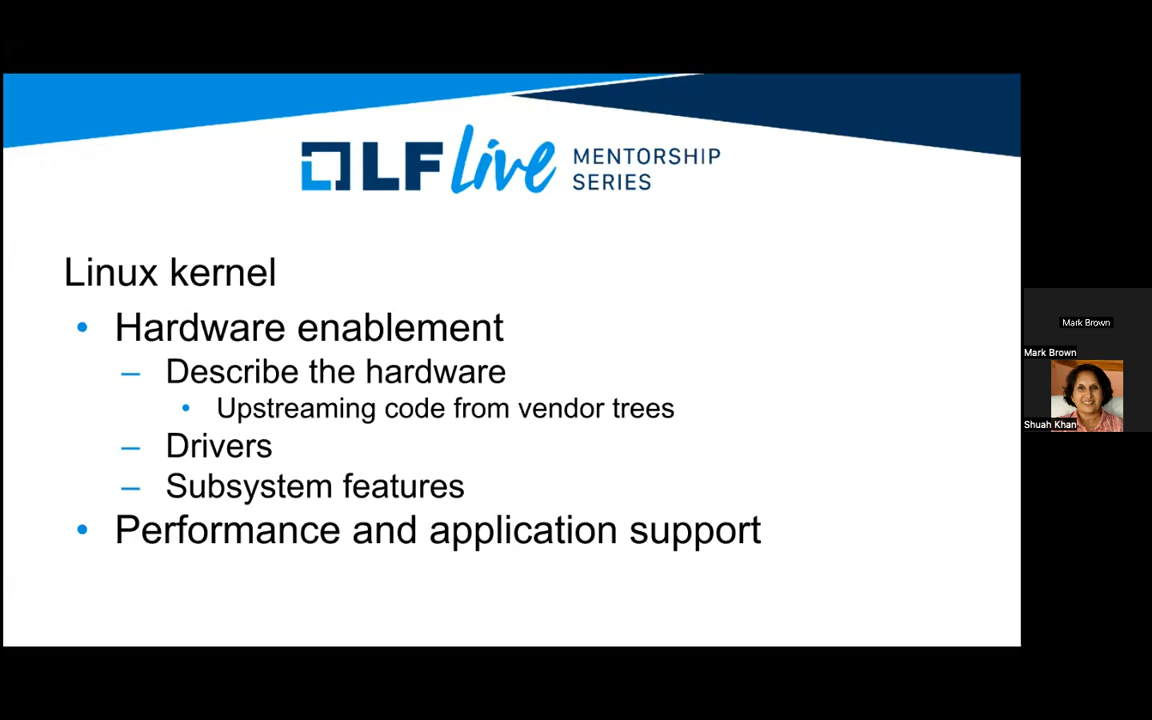 LF Live MENTORSHIP
SERIES
Linux kernel
• Hardware enablement
– Describe the hardware
• Upstreaming code from vendor trees
– Drivers
– Subsystem features
• Performance and application support
Mark Brown
Mark Brown
Shuah Khan